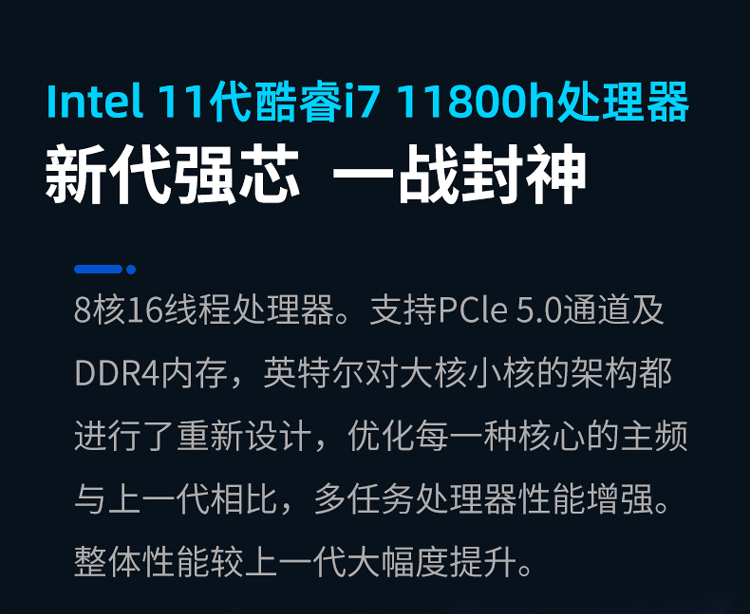 Intel 11代酷睿i7 11800h处理器
新代强芯 一战封神
8核16线程处理器。支持PCle 5.0通道及
DDR4内存，英特尔对大核小核的架构都
进行了重新设计，优化每一种核心的主频
与上一代相比，多任务处理器性能增强。
整体性能较上一代大幅度提升。